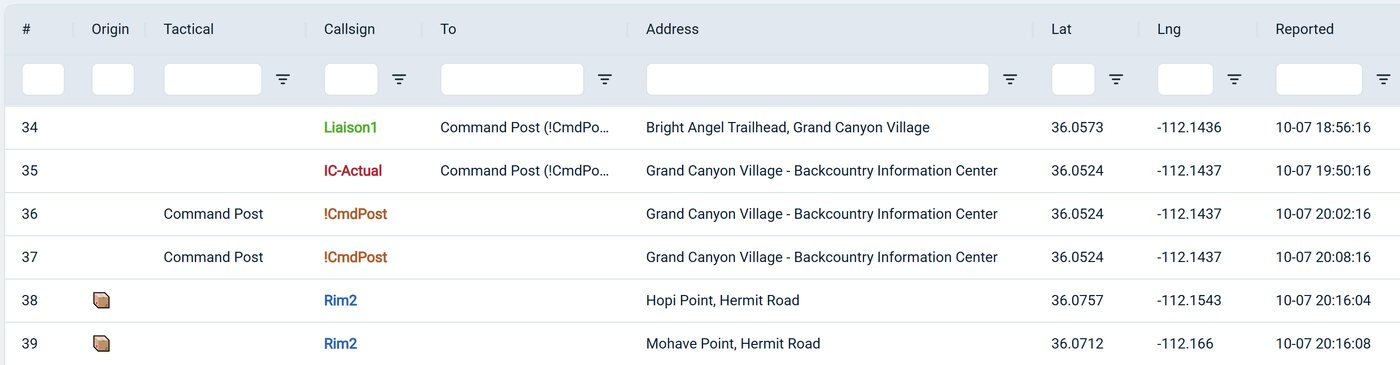 # Origin Tactical Callsign To Address Lat Lng Reported
34 Liaison1 Command Post (!CmdPo... Bright Angel Trailhead, Grand Canyon Village 36.0573 -112.1436 10-07 18:56:16
35 IC-Actual Command Post (!CmdPo... Grand Canyon Village - Backcountry Information Center 36.0524 -112.1437 10-07 19:50:16
36 Command Post !CmdPost Grand Canyon Village - Backcountry Information Center 36.0524 -112.1437 10-07 20:02:16
37 Command Post !CmdPost Grand Canyon Village - Backcountry Information Center 36.0524 -112.1437 10-07 20:08:16
38 Rim2 Hopi Point, Hermit Road 36.0757 -112.1543 10-07 20:16:04
39 Rim2 Mohave Point, Hermit Road 36.0712 -112.166 10-07 20:16:08